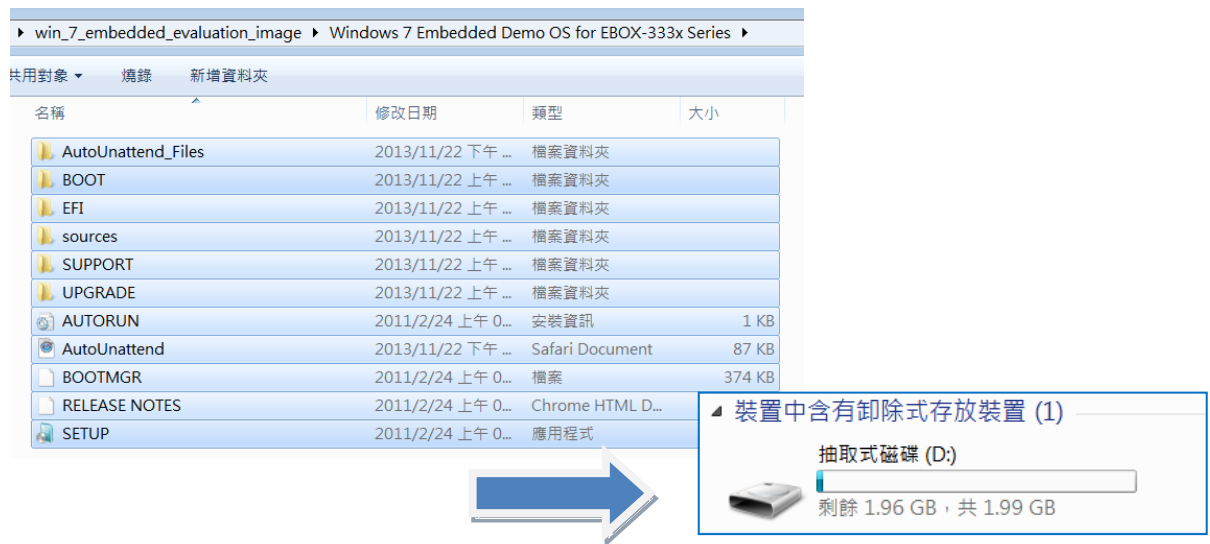 win_7_embedded_evaluation_image ▸ Windows 7 Embedded Demo OS for EBOX-333x Series ▸
共用對象 燒錄 新增資料夾
名稱 修改日期 類型 大小
AutoUnattend_Files 2013/11/22 下午 ... 檔案資料夾
BOOT 2013/11/22 上午 ... 檔案資料夾
EFI 2013/11/22 上午 ... 檔案資料夾
sources 2013/11/22 上午 ... 檔案資料夾
SUPPORT 2013/11/22 上午 ... 檔案資料夾
UPGRADE 2013/11/22 上午 ... 檔案資料夾
AUTORUN 2011/2/24 上午 0... 安裝資訊 1 KB
AutoUnattend 2013/11/22 下午 ... Safari Document 87 KB
BOOTMGR 2011/2/24 上午 0... 檔案 374 KB
RELEASE NOTES 2011/2/24 上午 0... Chrome HTML D...
SETUP 2011/2/24 上午 0... 應用程式
裝置中含有卸除式存放裝置 (1)
抽取式磁碟 (D:)
剩餘 1.96 GB，共 1.99 GB